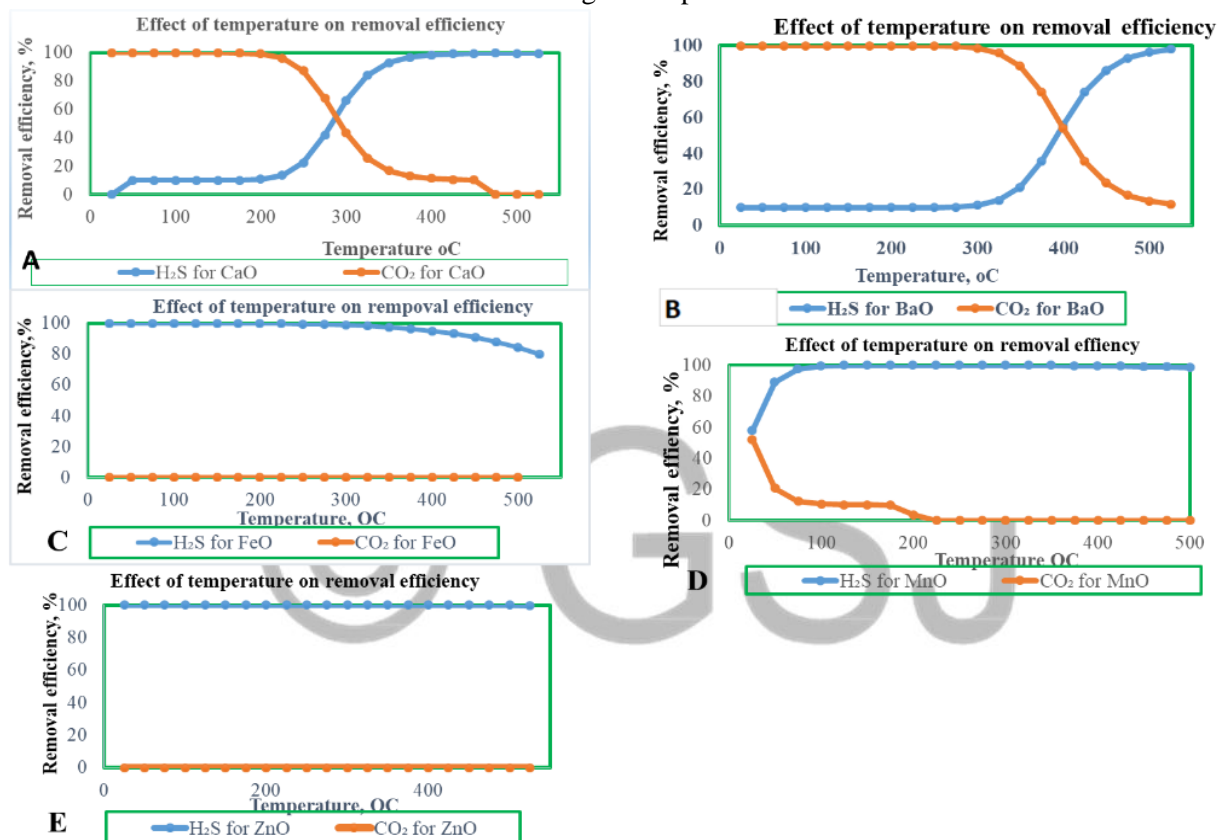 Effect of temperature on removal efficiency
Removal efficiency, %
100
80
60
40
20
0
0 100 200 300 400 500
Temperature oC
A
H₂S for CaO CO₂ for CaO
Effect of temperature on removal efficiency
Removal efficiency, %
100
80
60
40
20
0
0 100 200 300 400 500
Temperature, oC
B
H₂S for BaO CO₂ for BaO
Effect of temperature on rempoval efficiency
Removal efficiency,%
100
80
60
40
20
0
0 100 200 300 400 500
Temperature, OC
C
H₂S for FeO CO₂ for FeO
Effect of temperature on removal effiency
Removal effiency, %
100
80
60
40
20
0
0 100 200 300 400 500
Temperature OC
D
H₂S for MnO CO₂ for MnO
Effect of temperature on removal efficiency
Removal efficiency, %
100
80
60
40
20
0
0 200 400
Temperature, OC
E
H₂S for ZnO CO₂ for ZnO
© GSJ